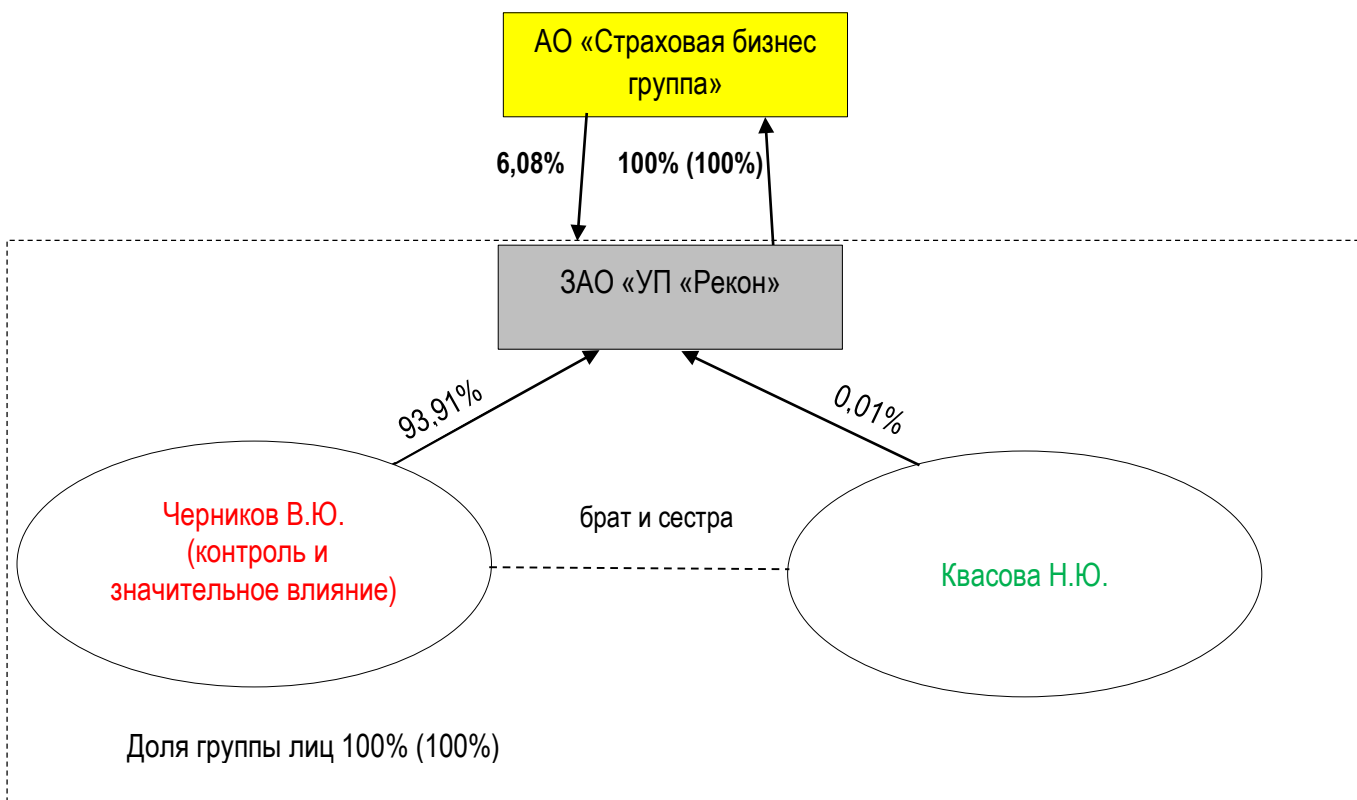 АО «Страховая бизнес
группа»
6,08%
100% (100%)
ЗАО «УП «Рекон»
93,91%
0,01%
Черников В.Ю.
(контроль и
значительное влияние)
брат и сестра
Квасова Н.Ю.
Доля группы лиц 100% (100%)